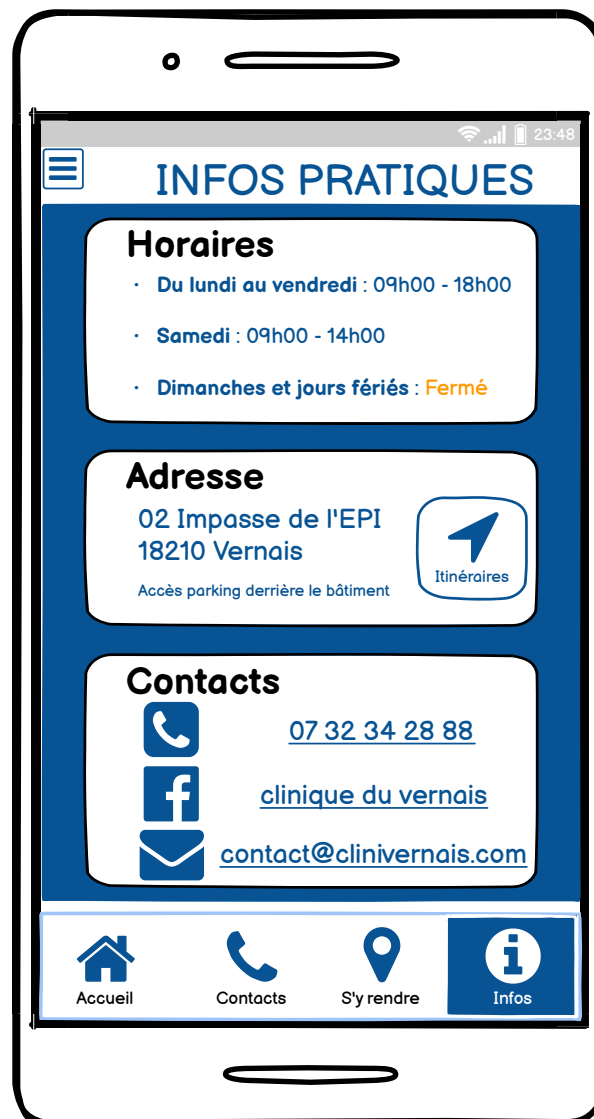 23:48
INFOS PRATIQUES
Horaires
· Du lundi au vendredi : 09h00 - 18h00
· Samedi : 09h00 - 14h00
· Dimanches et jours fériés : Fermé
Adresse
02 Impasse de l'EPI
18210 Vernais
Accès parking derrière le bâtiment
Itinéraires
Contacts
07 32 34 28 88
clinique du vernais
contact@clinivernais.com
Accueil Contacts S'y rendre Infos